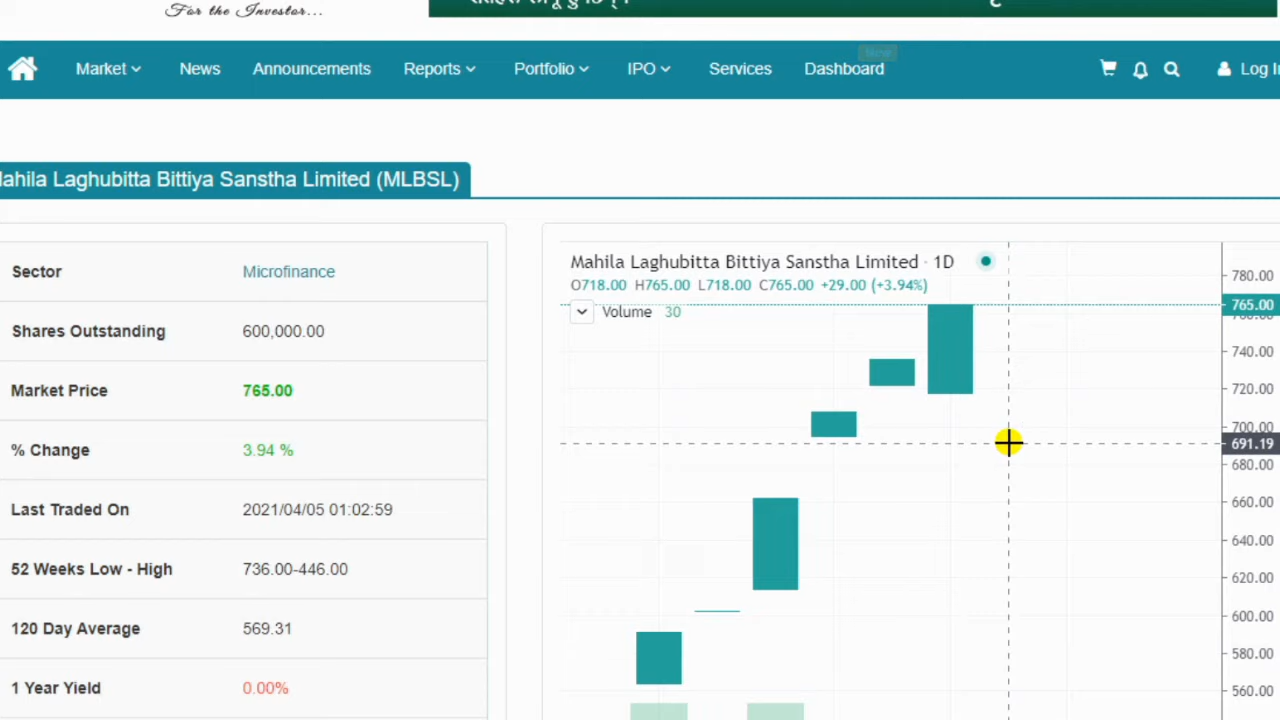 For the Investor...
Market
News
Announcements
Reports
Portfolio
IPO
Services
Dashboard
New
Log In
Mahila Laghubitta Bittiya Sanstha Limited (MLBSL)
Sector Microfinance
Shares Outstanding 600,000.00
Market Price 765.00
% Change 3.94 %
Last Traded On 2021/04/05 01:02:59
52 Weeks Low - High 736.00-446.00
120 Day Average 569.31
1 Year Yield 0.00%
Mahila Laghubitta Bittiya Sanstha Limited · 1D
O718.00 H765.00 L718.00 C765.00 +29.00 (+3.94%)
Volume 30
780.00
765.00
760.00
740.00
720.00
700.00
691.19
680.00
660.00
640.00
620.00
600.00
580.00
560.00